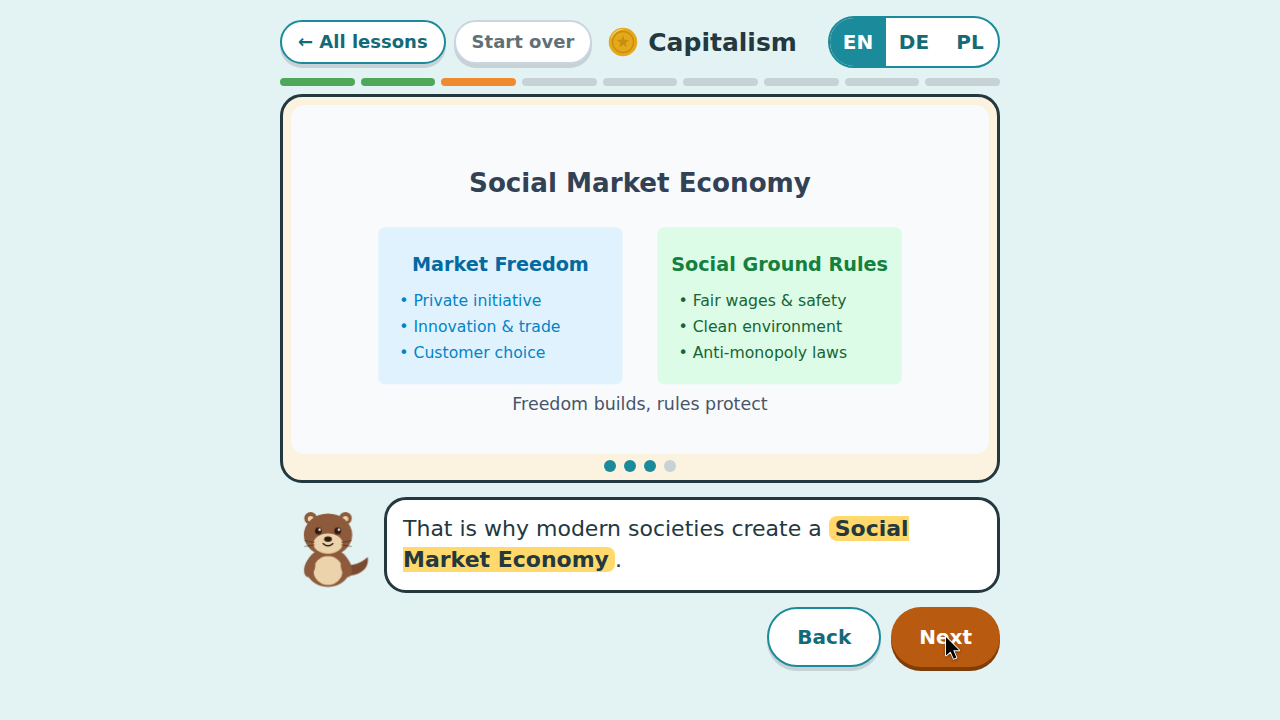 ← All lessons
Start over
Capitalism
EN
DE
PL
Social Market Economy
Market Freedom
• Private initiative
• Innovation & trade
• Customer choice
Social Ground Rules
• Fair wages & safety
• Clean environment
• Anti-monopoly laws
Freedom builds, rules protect
That is why modern societies create a Social
Market Economy.
Back
Next